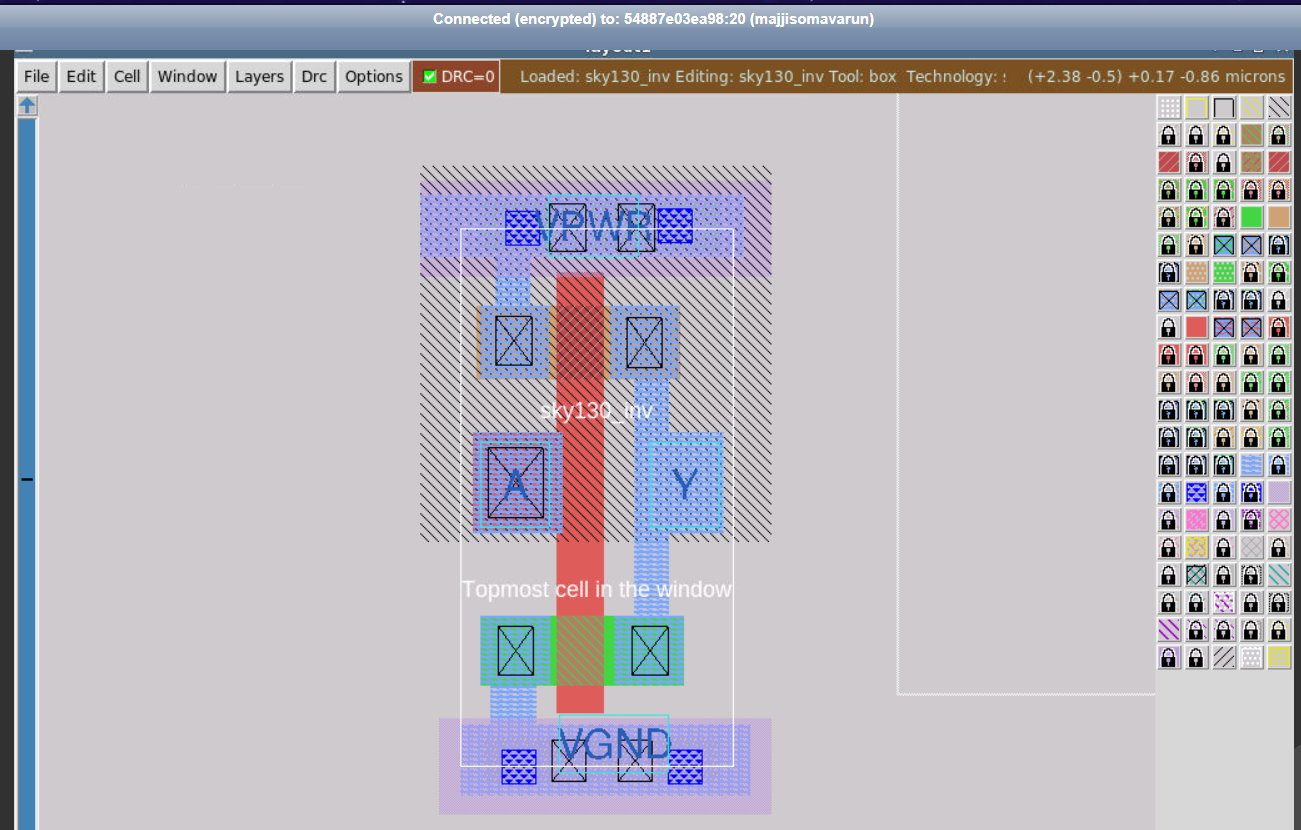 Connected (encrypted) to: 54887e03ea98:20 (majjisomavarun)
File Edit Cell Window Layers Drc Options DRC=0 Loaded: sky130_inv Editing: sky130_inv Tool: box Technology: (+2.38 -0.5) +0.17 -0.86 microns
VPWR
sky130_inv
A Y
Topmost cell in the window
VGND